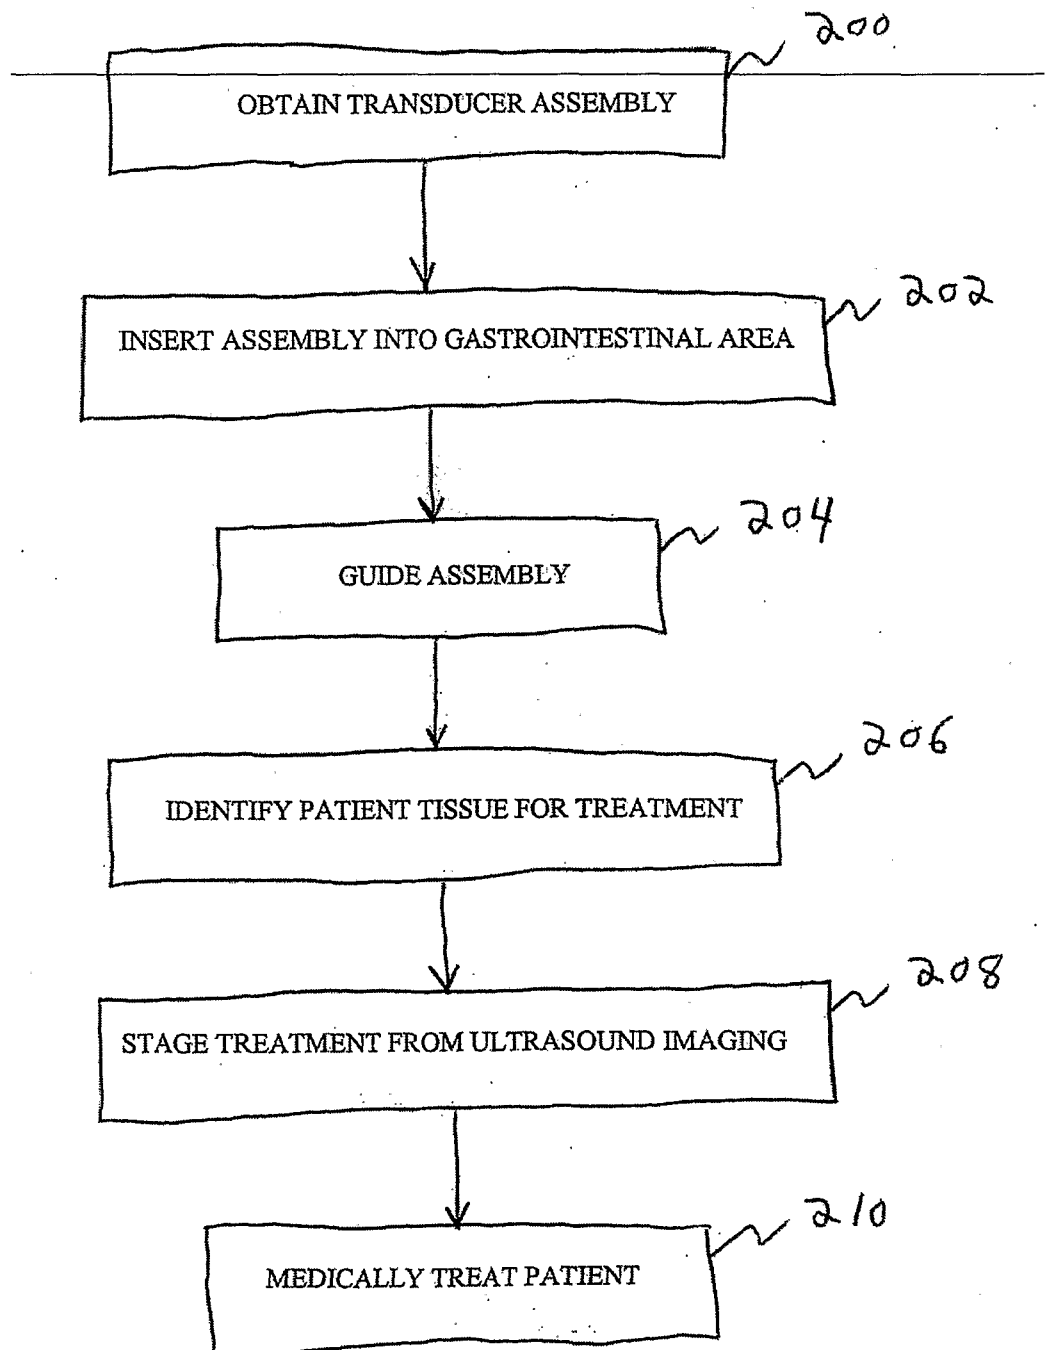 200
OBTAIN TRANSDUCER ASSEMBLY
202
INSERT ASSEMBLY INTO GASTROINTESTINAL AREA
204
GUIDE ASSEMBLY
206
IDENTIFY PATIENT TISSUE FOR TREATMENT
208
STAGE TREATMENT FROM ULTRASOUND IMAGING
210
MEDICALLY TREAT PATIENT